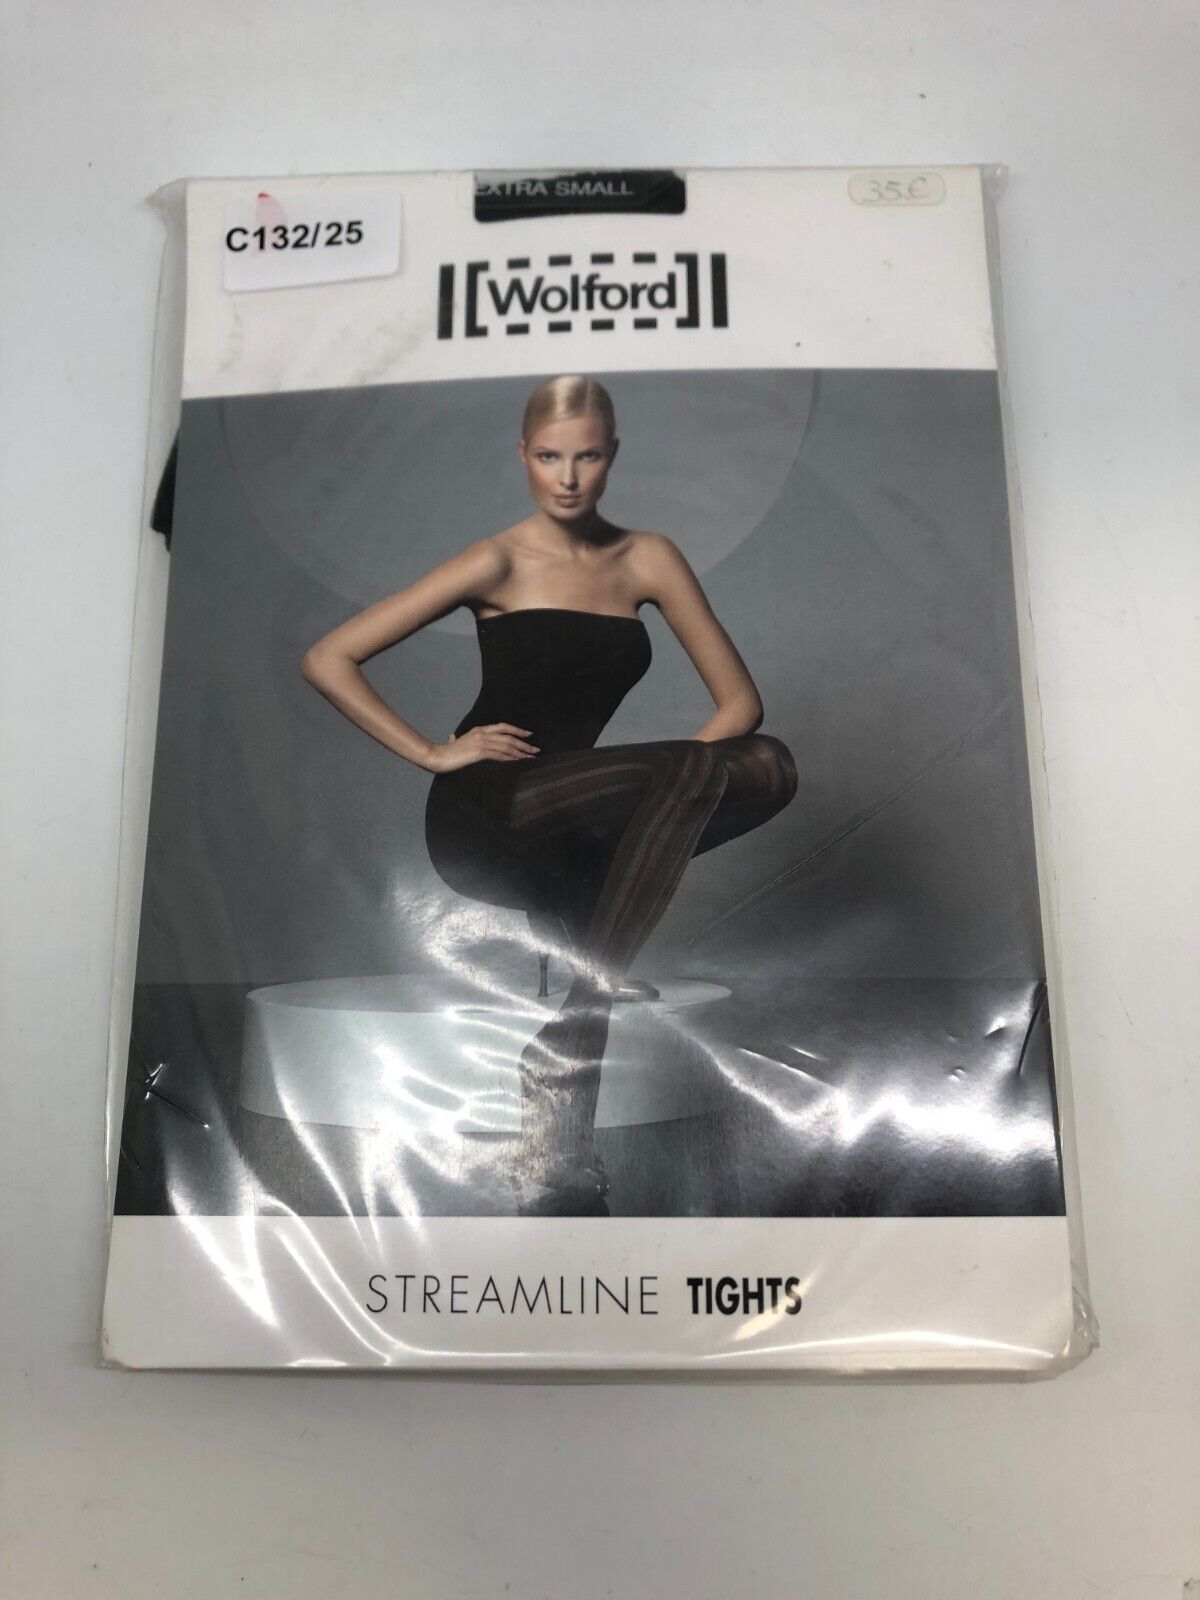 EXTRA SMALL
35€
C132/25
Wolford
STREAMLINE TIGHTS